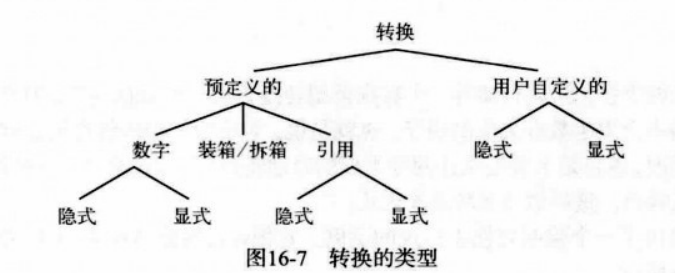 转换
预定义的 用户自定义的
数字 装箱/拆箱 引用 隐式 显式
隐式 显式 隐式 显式
图16-7 转换的类型